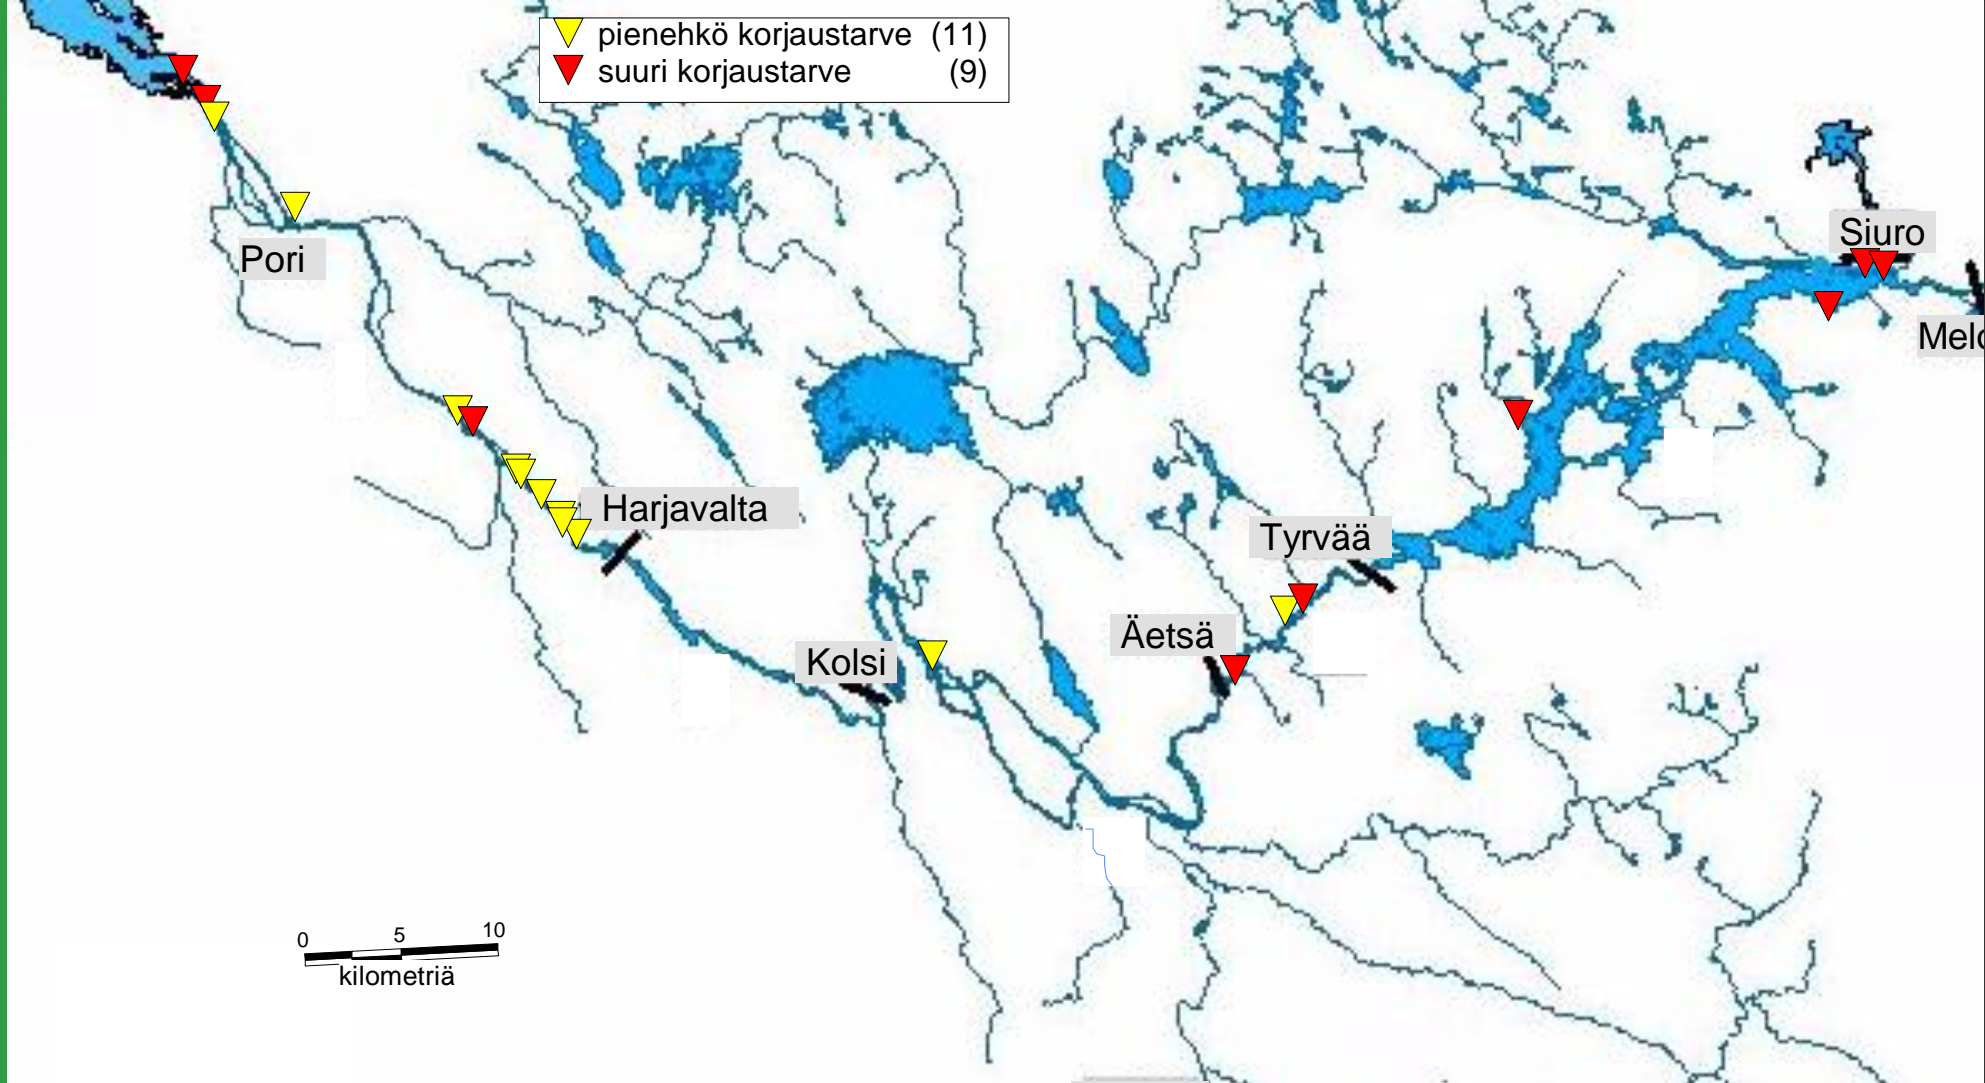 pienehkö korjaustarve (11)
suuri korjaustarve (9)
Siuro
Pori
Harjavalta
Tyrvää
Äetsä
Kolsi
0 5 10
kilometriä